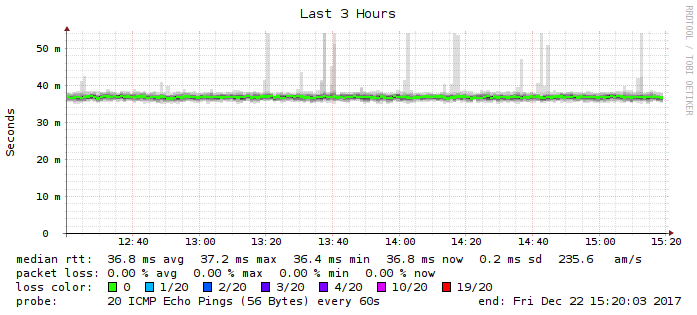 Last 3 Hours
RRDTOOL / TOBI OETIKER
Seconds
50 m
40 m
30 m
20 m
10 m
0
12:40 13:00 13:20 13:40 14:00 14:20 14:40 15:00 15:20
median rtt: 36.8 ms avg 37.2 ms max 36.4 ms min 36.8 ms now 0.2 ms sd 235.6 am/s
packet loss: 0.00 % avg 0.00 % max 0.00 % min 0.00 % now
loss color: 0 1/20 2/20 3/20 4/20 10/20 19/20
probe: 20 ICMP Echo Pings (56 Bytes) every 60s end: Fri Dec 22 15:20:03 2017